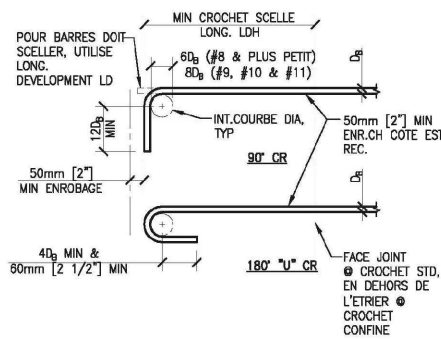 MIN CROCHET SCELLE
LONG. LDH
POUR BARRES DOIT
SCELLER, UTILISE
LONG.
DEVELOPMENT LD
6DB (#8 & PLUS PETIT)
8DB (#9, #10 & #11)
DB
12DB
MIN
INT.COURBE DIA,
TYP
50mm [2"] MIN
ENR.CH COTE EST
REC.
90° CR
50mm [2"]
MIN ENROBAGE
DB
4DB MIN &
60mm [2 1/2"] MIN
180° "U" CR
FACE JOINT
@ CROCHET STD,
EN DEHORS DE
L'ETRIER @
CROCHET
CONFINE